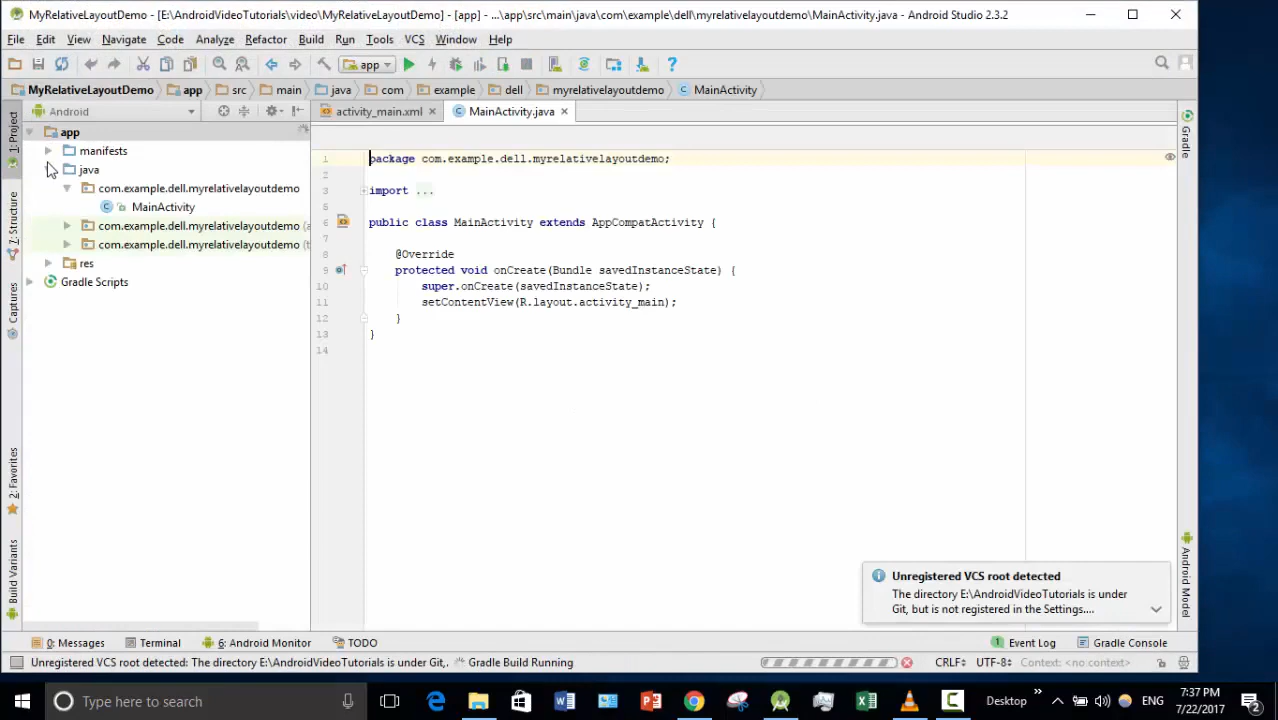 MyRelativeLayoutDemo - [E:\AndroidVideoTutorials\video\MyRelativeLayoutDemo] - [app] - ...\app\src\main\java\com\example\dell\myrelativelayoutdemo\MainActivity.java - Android Studio 2.3.2
File Edit View Navigate Code Analyze Refactor Build Run Tools VCS Window Help
app
MyRelativeLayoutDemo app src main java com example dell myrelativelayoutdemo MainActivity
Android
activity_main.xml
MainActivity.java
1: Project
7: Structure
Captures
2: Favorites
Build Variants
app
manifests
java
com.example.dell.myrelativelayoutdemo
MainActivity
com.example.dell.myrelativelayoutdemo (a
com.example.dell.myrelativelayoutdemo (t
res
Gradle Scripts
1 package com.example.dell.myrelativelayoutdemo;
2
3 import ...
5
6 public class MainActivity extends AppCompatActivity {
7
8 @Override
9 protected void onCreate(Bundle savedInstanceState) {
10 super.onCreate(savedInstanceState);
11 setContentView(R.layout.activity_main);
12 }
13 }
14
Gradle
Android Model
Unregistered VCS root detected
The directory E:\AndroidVideoTutorials is under
Git, but is not registered in the Settings....
0: Messages Terminal 6: Android Monitor TODO 1 Event Log Gradle Console
Unregistered VCS root detected: The directory E:\AndroidVideoTutorials is under Git,... Gradle Build Running CRLF UTF-8 Context: <no context>
Type here to search
Desktop
ENG
7:37 PM
7/22/2017
2